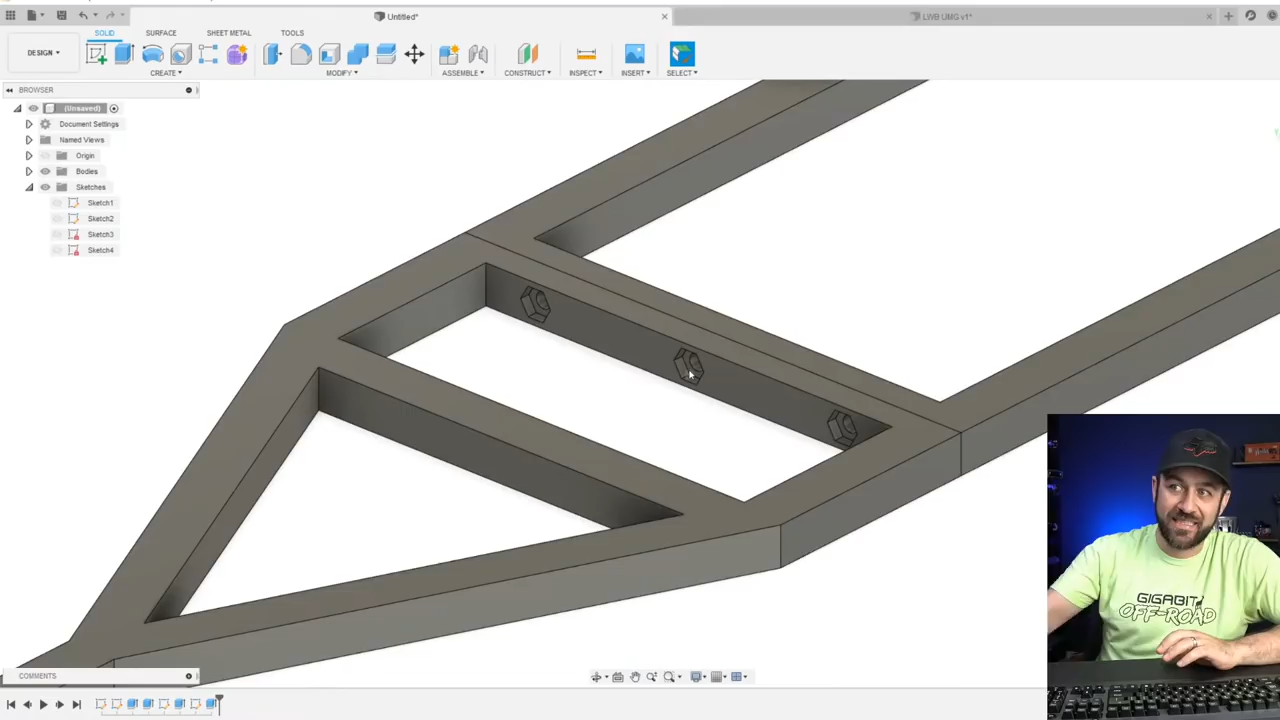 Untitled*
LWB UMG v1*
DESIGN
SOLID
SURFACE
SHEET METAL
TOOLS
CREATE
MODIFY
ASSEMBLE
CONSTRUCT
INSPECT
INSERT
SELECT
BROWSER
(Unsaved)
Document Settings
Named Views
Origin
Bodies
Sketches
Sketch1
Sketch2
Sketch3
Sketch4
COMMENTS
GIGABIT
OFF-ROAD